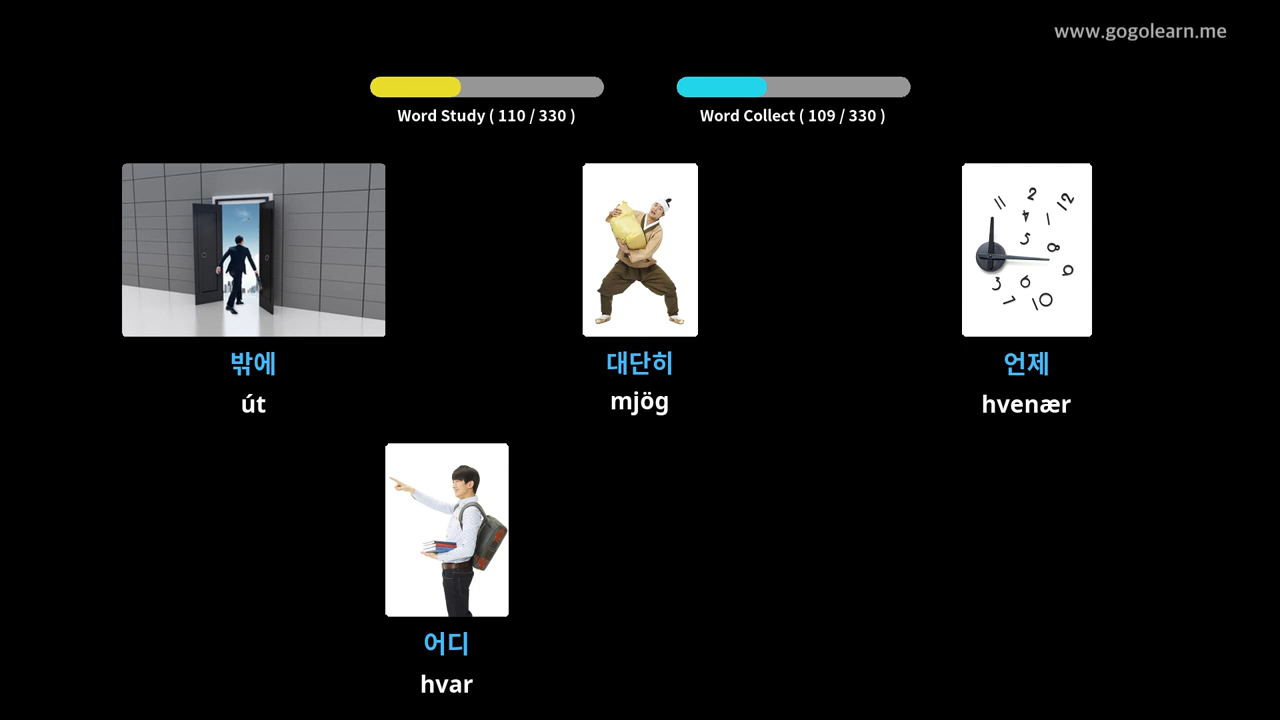 www.gogolearn.me
Word Study ( 110 / 330 )
Word Collect ( 109 / 330 )
밖에
út
대단히
mjög
언제
hvenær
어디
hvar